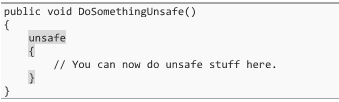 public void DoSomethingUnsafe()
{
    unsafe
    {
        // You can now do unsafe stuff here.
    }
}